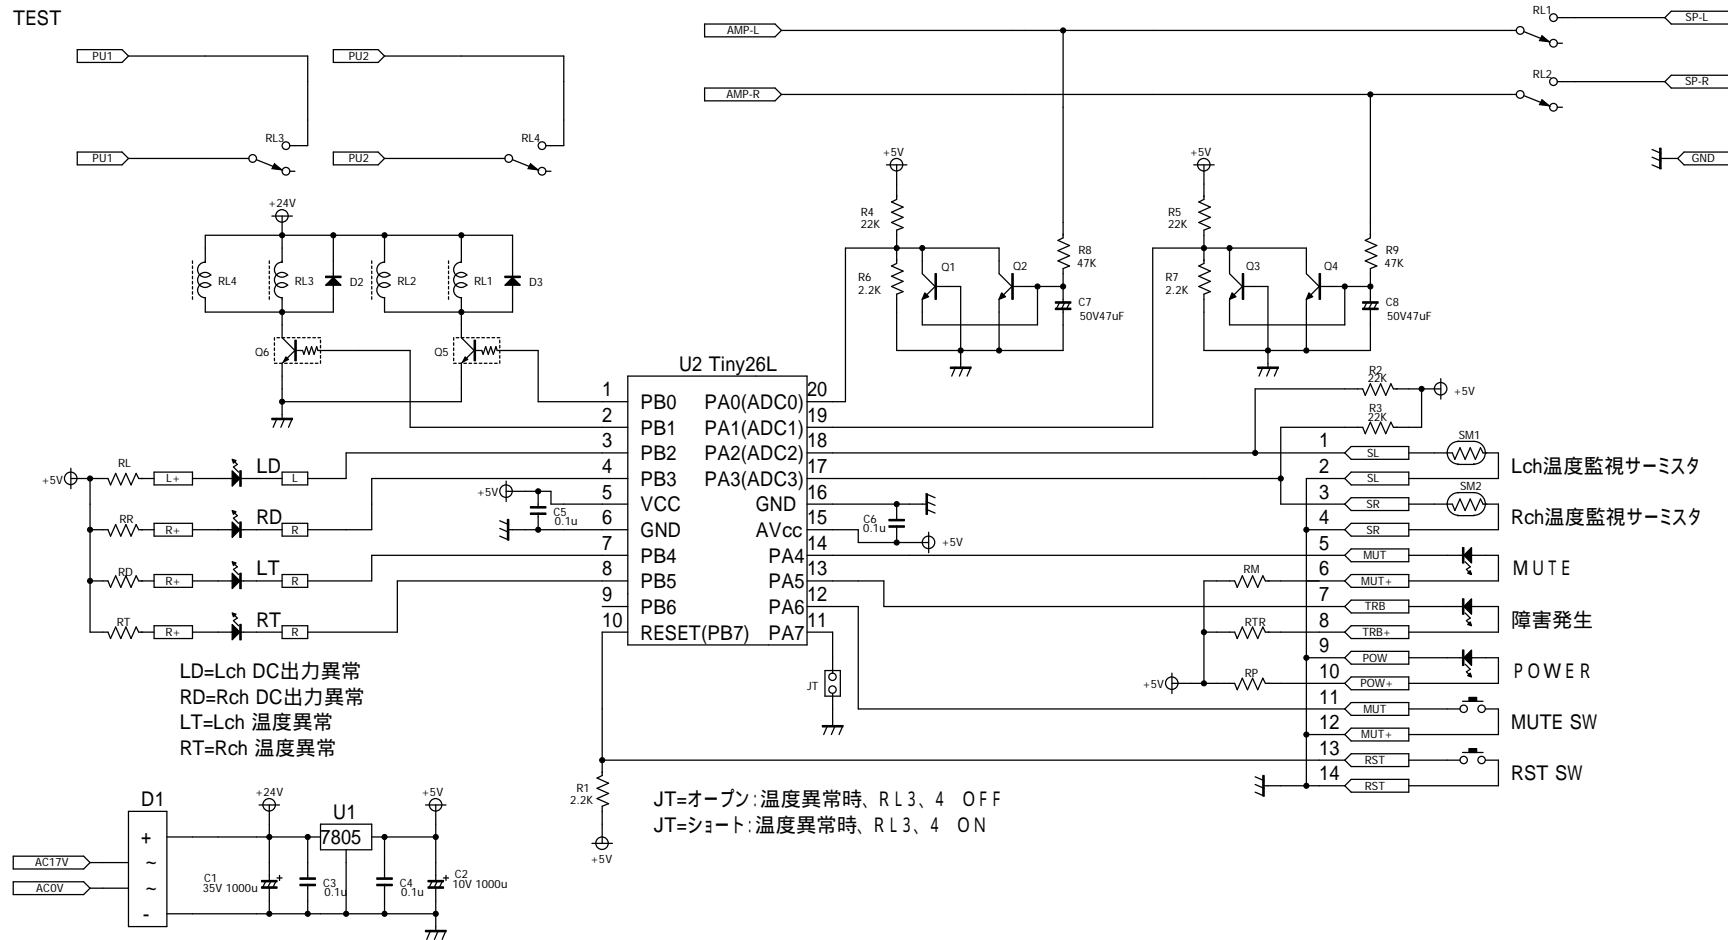 TEST
PU1
PU2
PU1
PU2
RL3
RL4
AMP-L
AMP-R
RL1
SP-L
RL2
SP-R
GND
+24V
RL4
RL3
D2
RL2
RL1
D3
Q6
Q5
+5V
R4
22K
R6
2.2K
Q1
Q2
R8
47K
C7
50V47uF
+5V
R5
22K
R7
2.2K
Q3
Q4
R9
47K
C8
50V47uF
U2 Tiny26L
1
PB0
2
PB1
3
PB2
4
PB3
5
VCC
6
GND
7
PB4
8
PB5
9
PB6
10
RESET(PB7)
20
PA0(ADC0)
19
PA1(ADC1)
18
PA2(ADC2)
17
PA3(ADC3)
16
GND
15
AVcc
14
PA4
13
PA5
12
PA6
11
PA7
+5V
RL
L+
LD
L
RR
R+
RD
R
RD
R+
LT
R
RT
R+
RT
R
+5V
C5
0.1u
C6
0.1u
+5V
R2
22K
R3
22K
+5V
1
SL
SM1
2
SL
Lch温度監視サーミスタ
3
SR
SM2
4
SR
Rch温度監視サーミスタ
5
MUT
6
MUT+
MUTE
7
TRB
8
TRB+
障害発生
9
POW
10
POW+
POWER
11
MUT
12
MUT+
MUTE SW
13
RST
14
RST
RST SW
RM
RTR
RP
+5V
JT
LD=Lch DC出力異常
RD=Rch DC出力異常
LT=Lch 温度異常
RT=Rch 温度異常
R1
2.2K
+5V
JT=オープン:温度異常時、RL3、4 OFF
JT=ショート:温度異常時、RL3、4 ON
D1
+
~
~
-
AC17V
AC0V
+24V
U1
7805
+5V
C1
35V 1000u
+
C3
0.1u
C4
0.1u
+
C2
10V 1000u